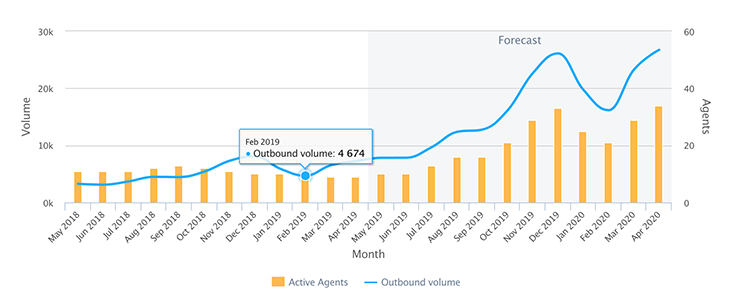 30k
20k
10k
0k
Volume
Forecast
60
40
20
0
Agents
Feb 2019
Outbound volume: 4 674
May 2018
Jun 2018
Jul 2018
Aug 2018
Sep 2018
Oct 2018
Nov 2018
Dec 2018
Jan 2019
Feb 2019
Mar 2019
Apr 2019
May 2019
Jun 2019
Jul 2019
Aug 2019
Sep 2019
Oct 2019
Nov 2019
Dec 2019
Jan 2020
Feb 2020
Mar 2020
Apr 2020
Month
Active Agents
Outbound volume